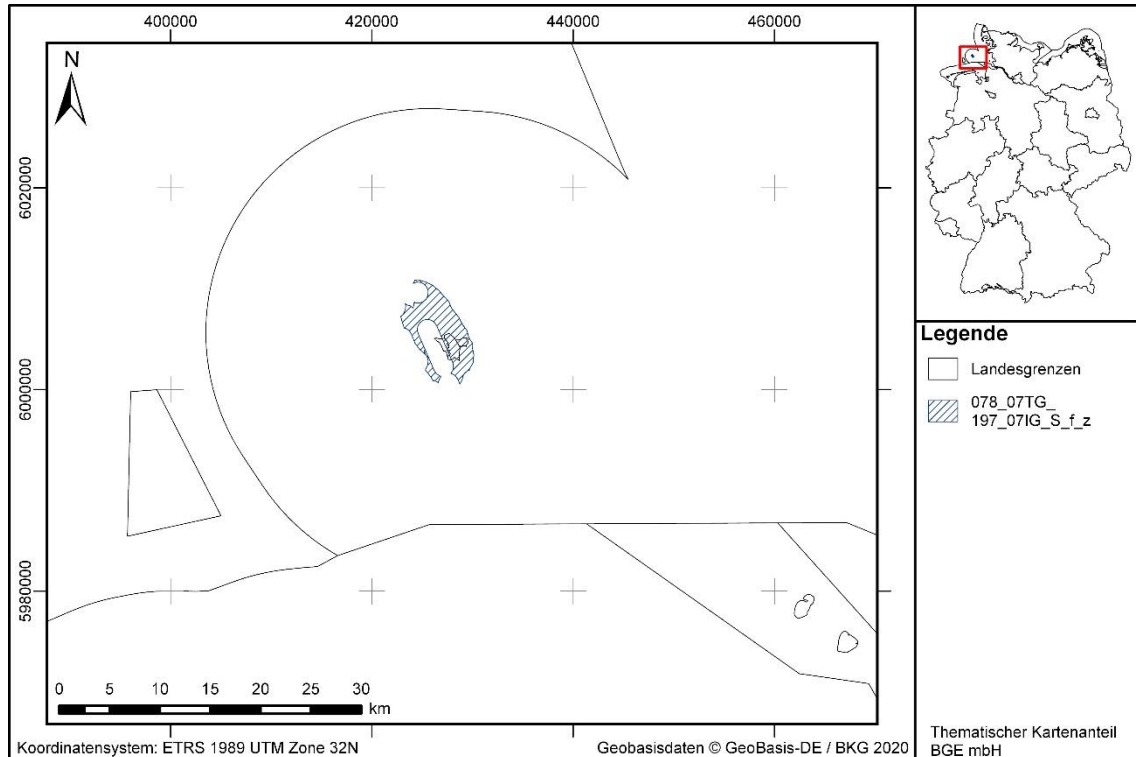 400000
420000
440000
460000
N
6020000
6000000
5980000
0 5 10 15 20 25 30
km
Koordinatensystem: ETRS 1989 UTM Zone 32N
Geobasisdaten © GeoBasis-DE / BKG 2020
Legende
Landesgrenzen
078_07TG_
197_07IG_S_f_z
Thematischer Kartenanteil
BGE mbH